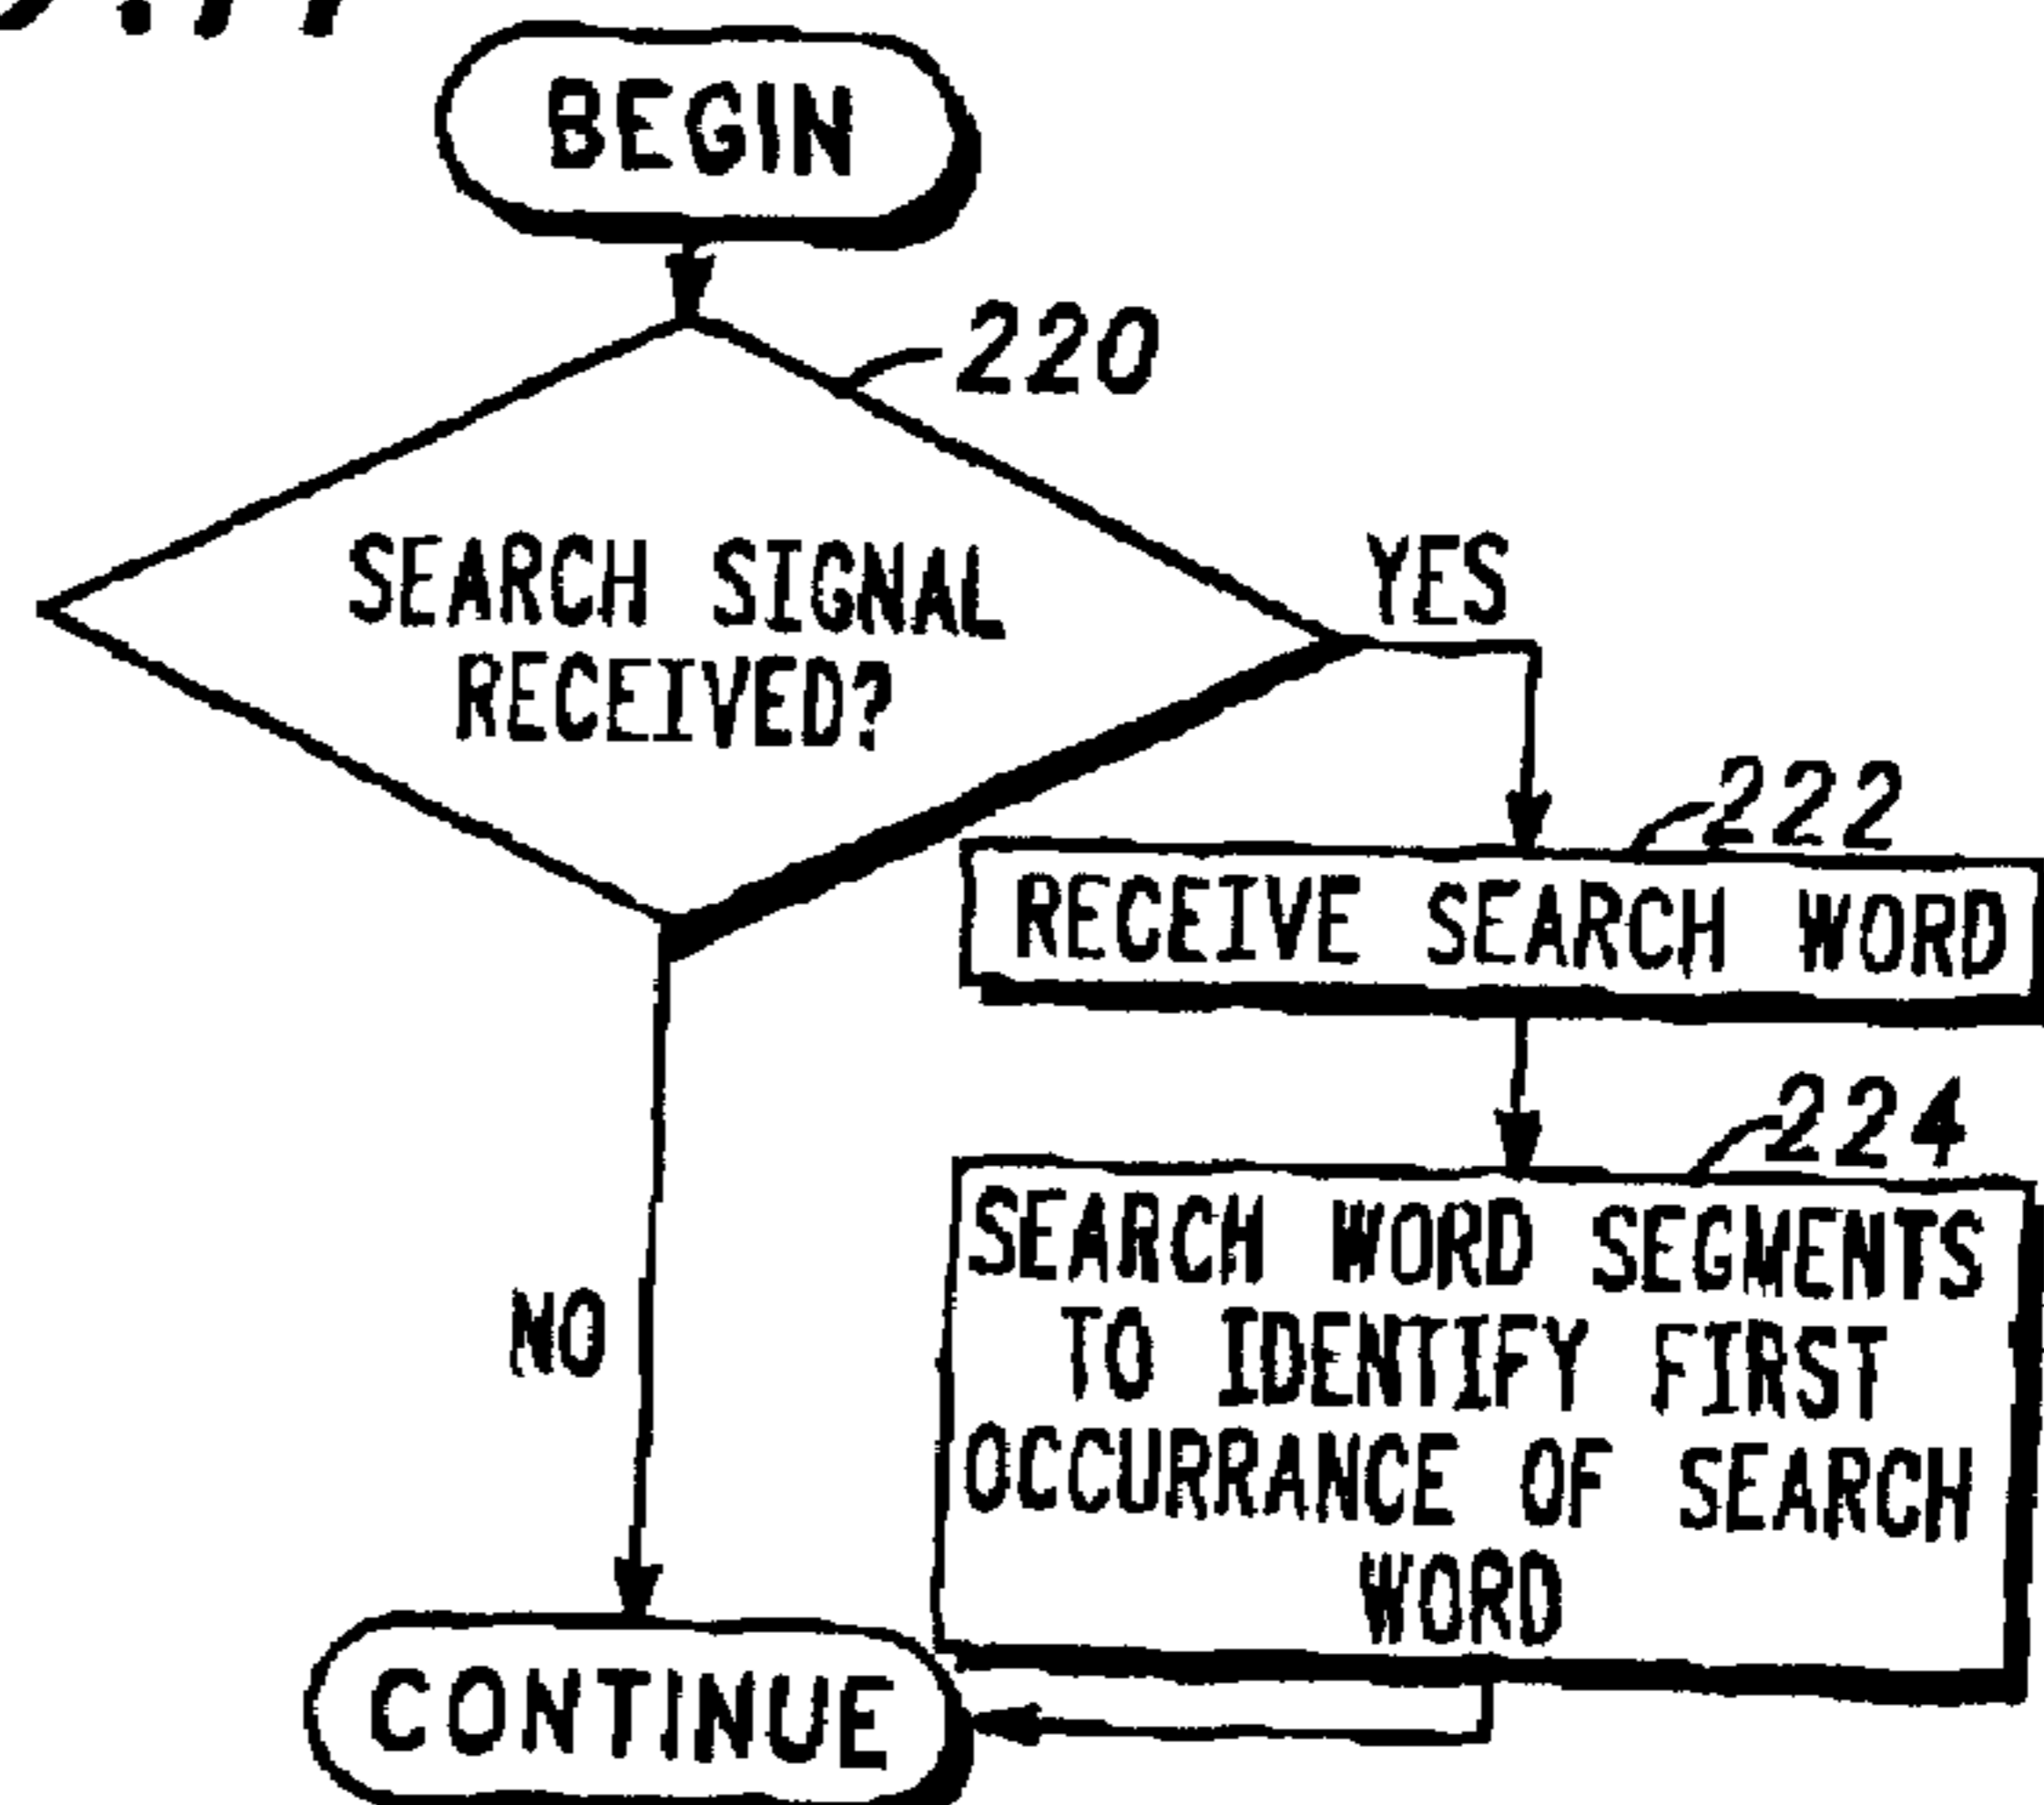 BEGIN
220
SEARCH SIGNAL
RECEIVED?
YES
222
RECEIVE SEARCH WORD
224
SEARCH WORD SEGMENTS
TO IDENTIFY FIRST
OCCURRANCE OF SEARCH
WORD
NO
CONTINUE